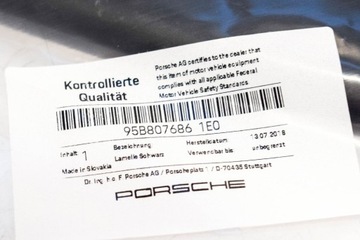 Kontrollierte
Qualität
Porsche AG certifies to the dealer that
this item of motor vehicle equipment
complies with all applicable Federal
Motor Vehicle Safety Standards
95B807686 1E0
Inhalt 1
Bezeichnung
Lamelle Schwarz
Herstelldatum 13.07.2018
Verwendbar bis: unbegrenzt
Made in Slovakia
Dr. Ing. h.c. F. Porsche AG / Porscheplatz 1 / D-70435 Stuttgart
PORSCHE